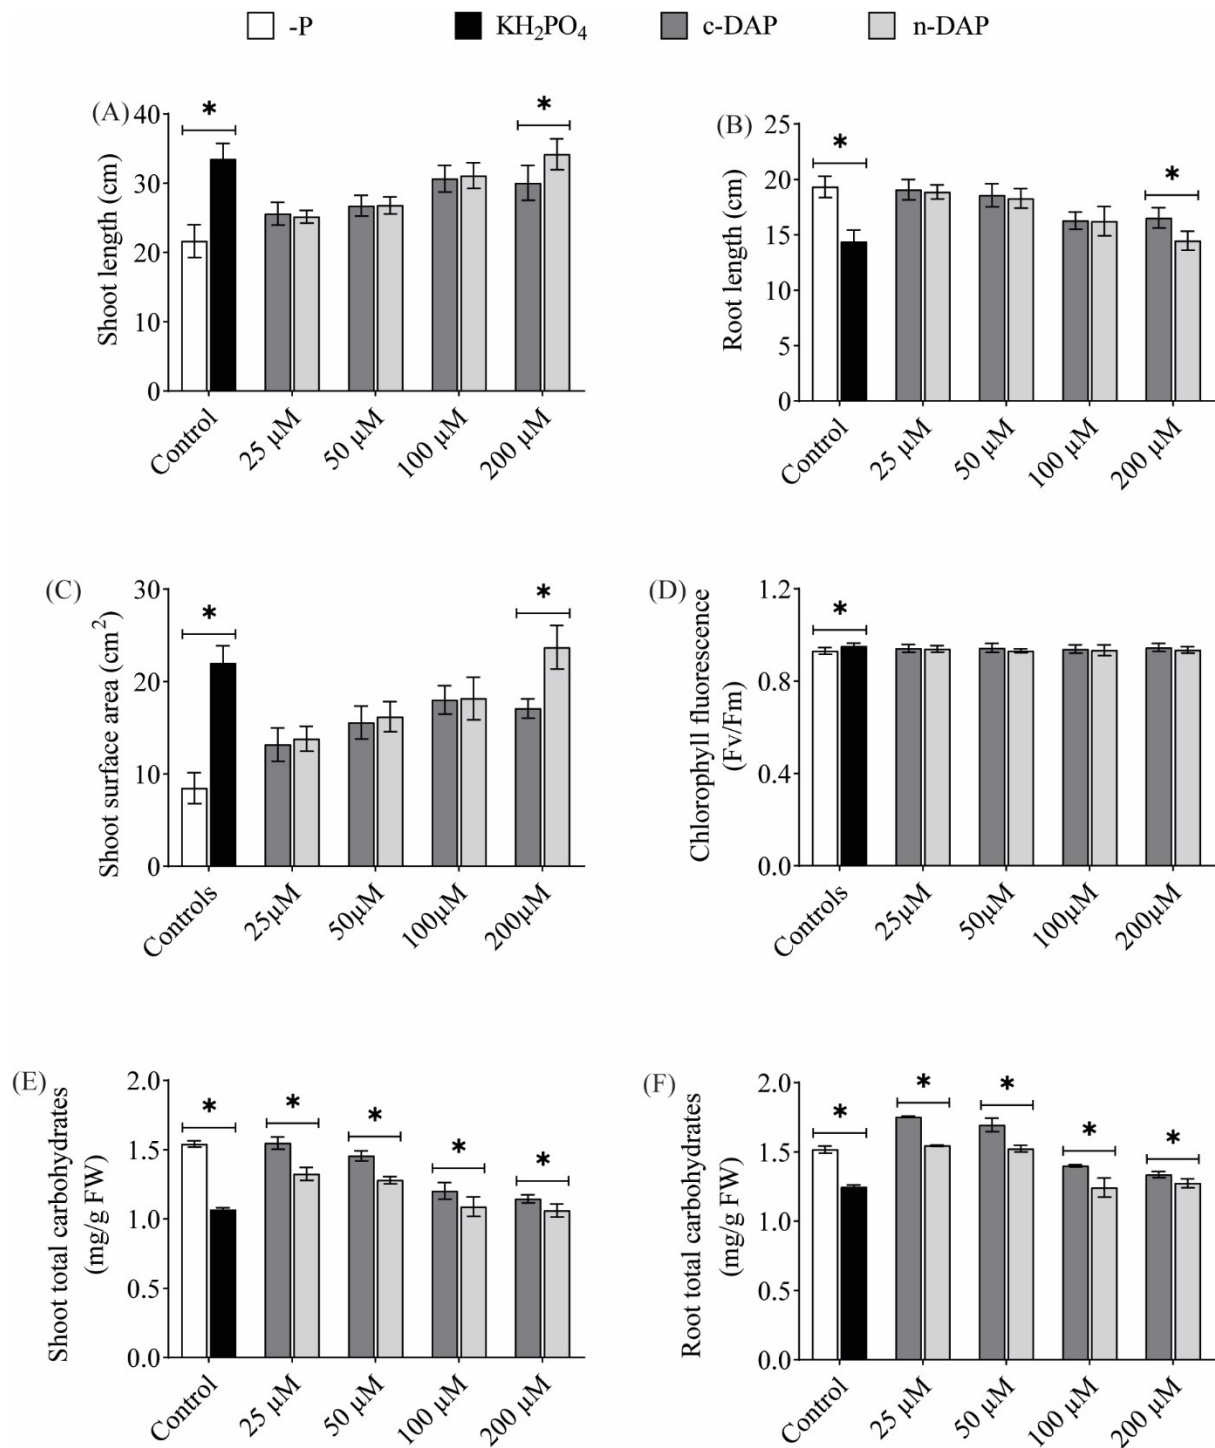 -P KH₂PO₄ c-DAP n-DAP
(A)
*
*
Shoot length (cm)
40
30
20
10
0
Control 25 µM 50 µM 100 µM 200 µM
(B)
*
*
Root length (cm)
25
20
15
10
5
0
Control 25 µM 50 µM 100 µM 200 µM
(C)
*
*
Shoot surface area (cm²)
30
20
10
0
Controls 25µM 50µM 100µM 200µM
(D)
*
Chlorophyll fluorescence
(Fv/Fm)
1.2
0.8
0.4
0.0
Controls 25µM 50µM 100µM 200µM
(E)
* * * * *
Shoot total carbohydrates
(mg/g FW)
2.0
1.5
1.0
0.5
0.0
Control 25 µM 50 µM 100 µM 200 µM
(F)
* * * * *
Root total carbohydrates
(mg/g FW)
2.0
1.5
1.0
0.5
0.0
Control 25 µM 50 µM 100 µM 200 µM